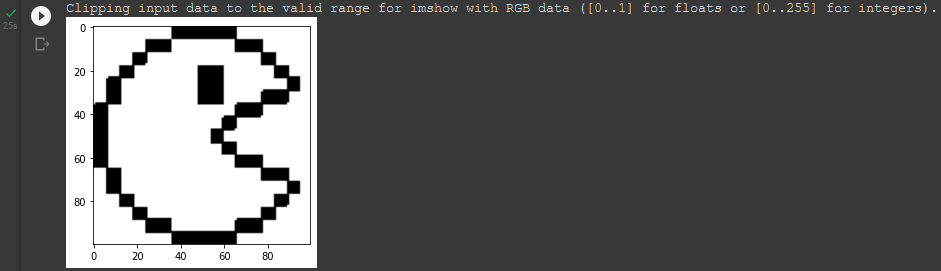 Clipping input data to the valid range for imshow with RGB data ([0..1] for floats or [0..255] for integers).
25s
0
20
40
60
80
0 20 40 60 80